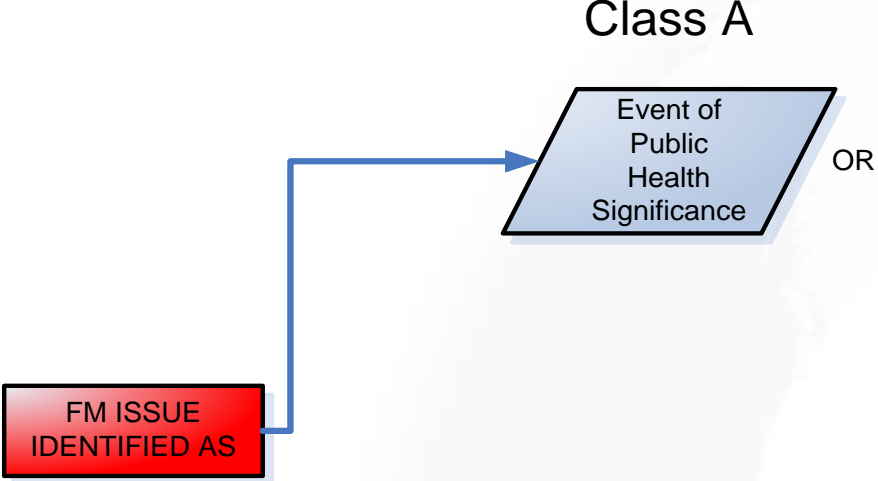 Class A
Event of
Public
Health
Significance
OR
FM ISSUE
IDENTIFIED AS